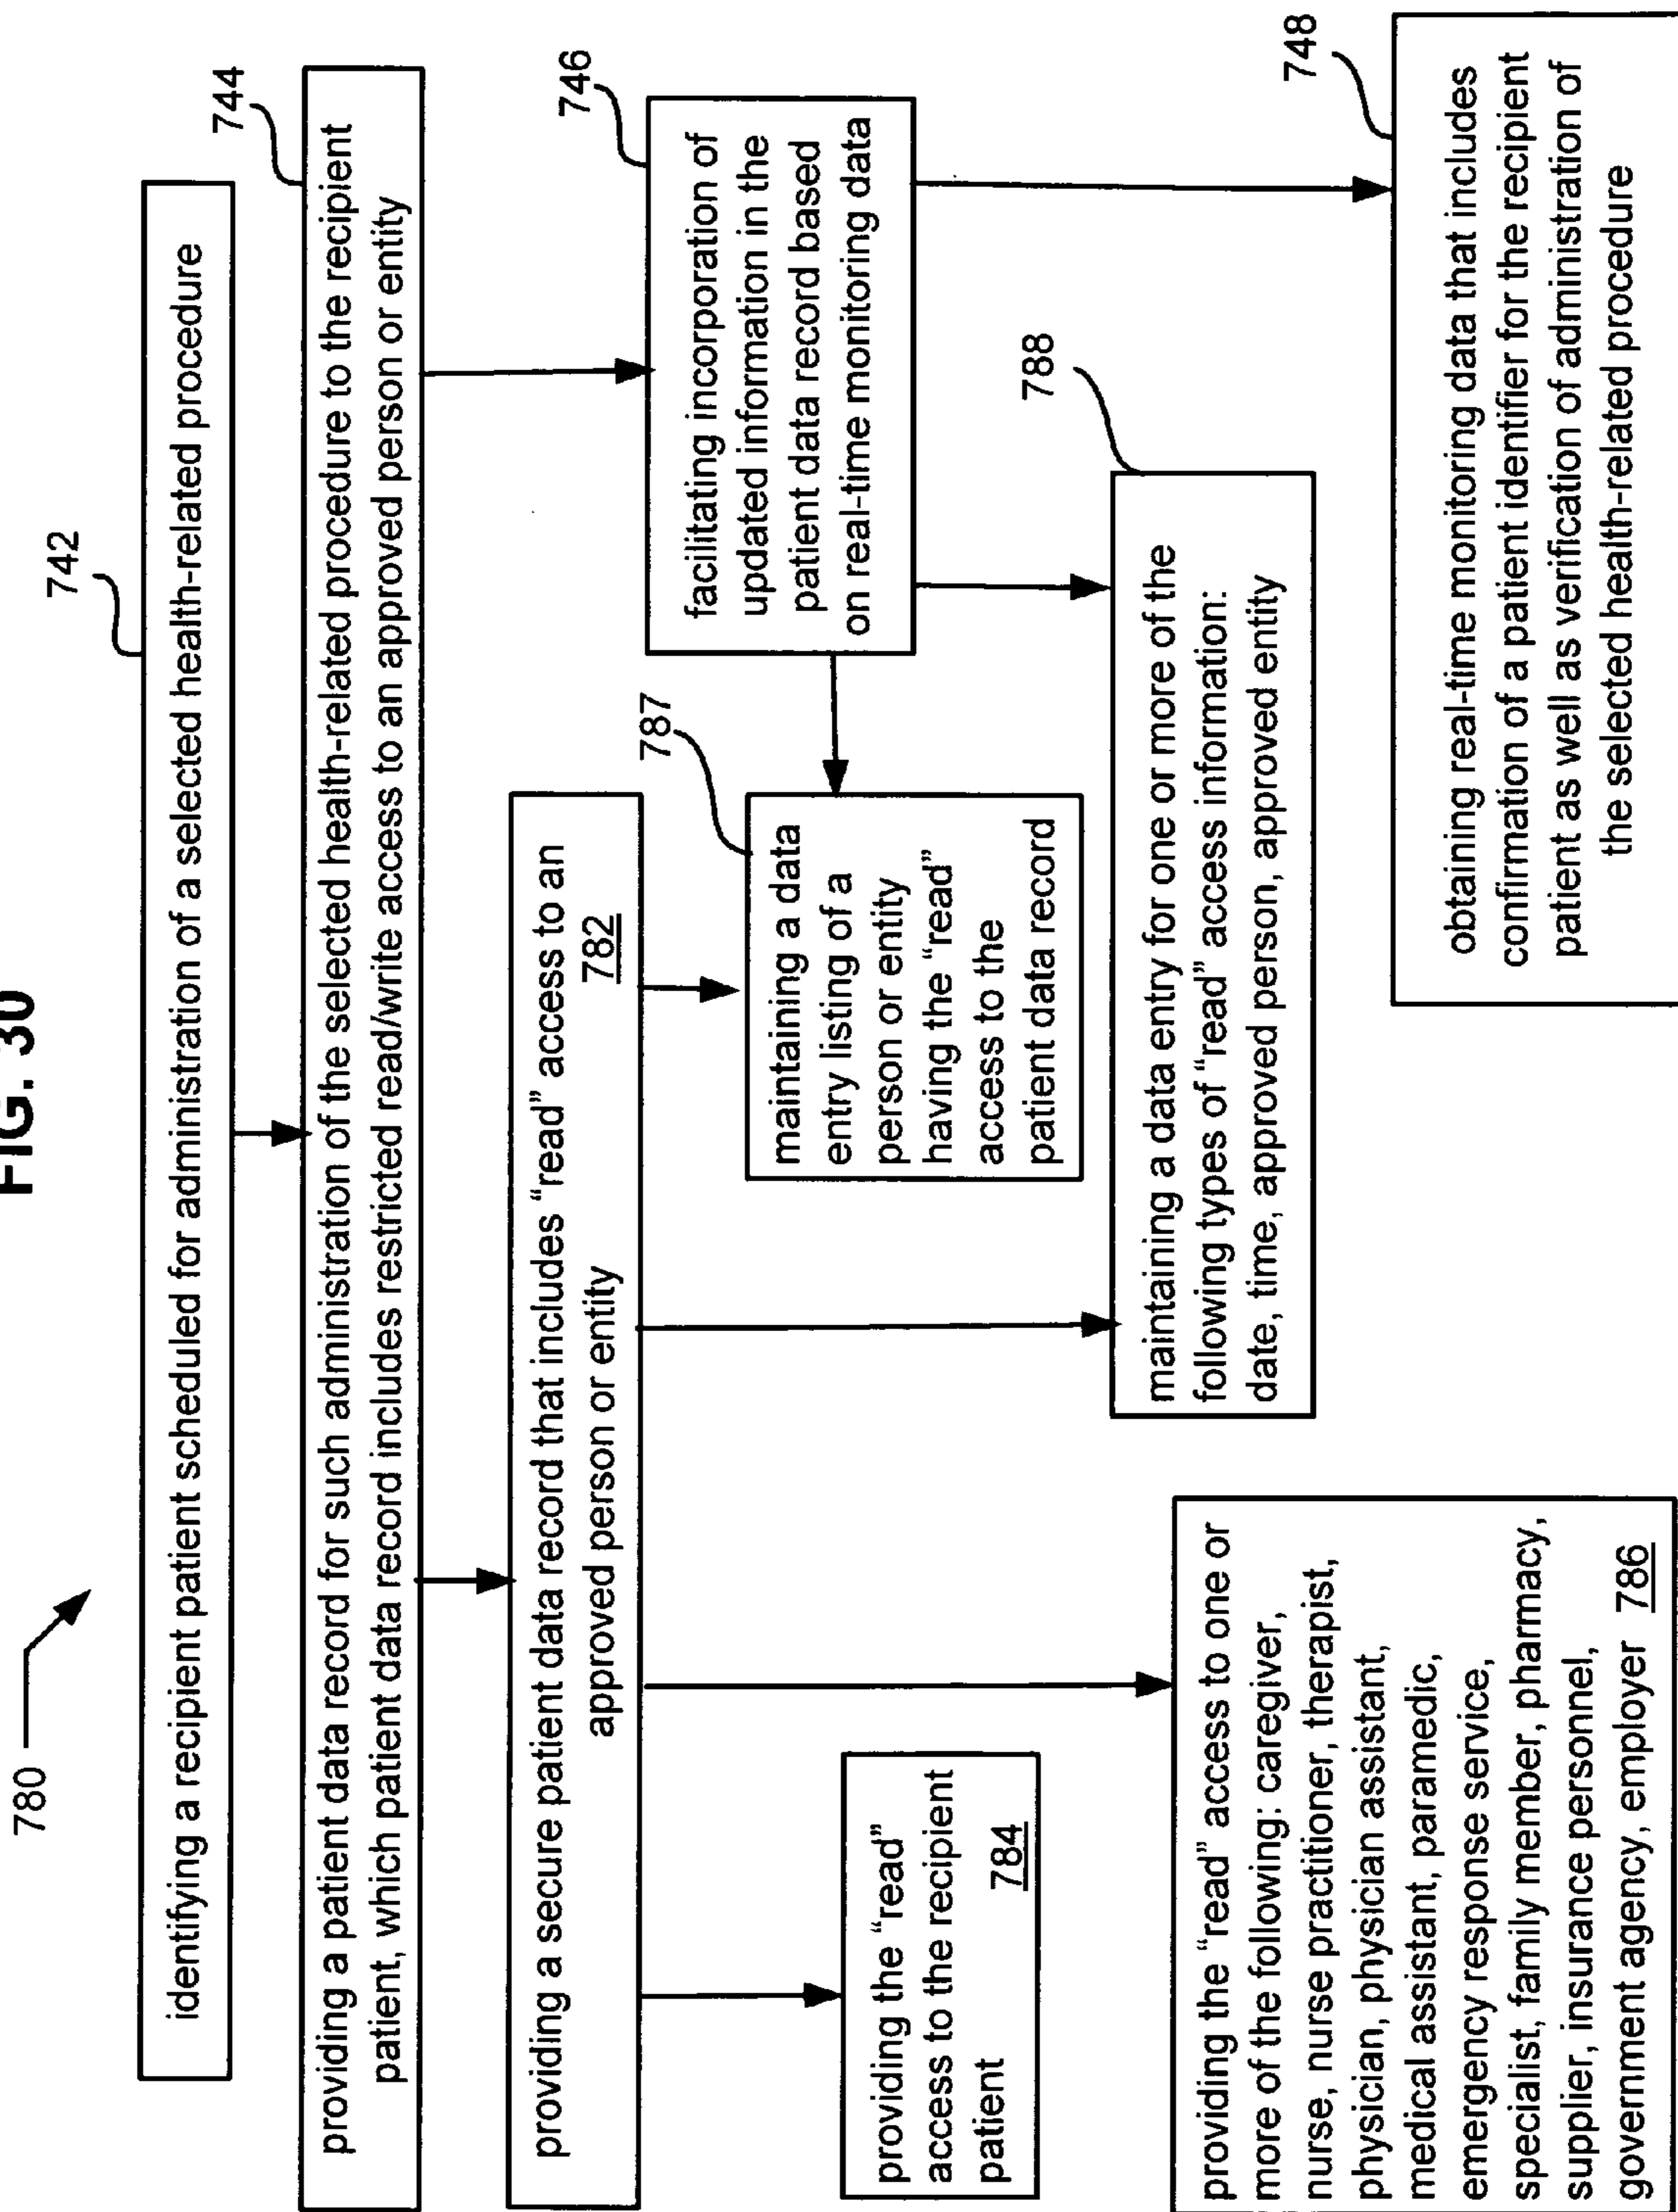 FIG. 30
780
742
identifying a recipient patient scheduled for administration of a selected health-related procedure
744
providing a patient data record for such administration of the selected health-related procedure to the recipient
patient, which patient data record includes restricted read/write access to an approved person or entity
providing a secure patient data record that includes “read” access to an
approved person or entity
782
746
facilitating incorporation of
updated information in the
patient data record based
on real-time monitoring data
providing the “read”
access to the recipient
patient
784
787
maintaining a data
entry listing of a
person or entity
having the “read”
access to the
patient data record
788
maintaining a data entry for one or more of the
following types of “read” access information:
date, time, approved person, approved entity
providing the “read” access to one or
more of the following: caregiver,
nurse, nurse practitioner, therapist,
physician, physician assistant,
medical assistant, paramedic,
emergency response service,
specialist, family member, pharmacy,
supplier, insurance personnel,
government agency, employer 786
748
obtaining real-time monitoring data that includes
confirmation of a patient identifier for the recipient
patient as well as verification of administration of
the selected health-related procedure